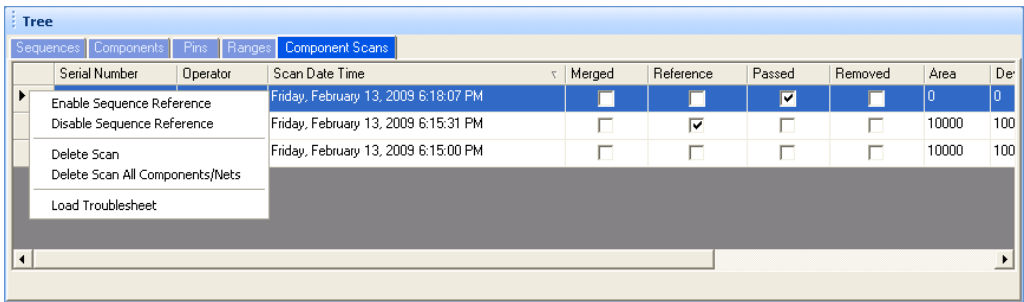 Tree
Sequences Components Pins Ranges Component Scans
Serial Number Operator Scan Date Time Merged Reference Passed Removed Area De
Enable Sequence Reference Friday, February 13, 2009 6:18:07 PM 0 0
Disable Sequence Reference Friday, February 13, 2009 6:15:31 PM 10000 100
Delete Scan Friday, February 13, 2009 6:15:00 PM 10000 100
Delete Scan All Components/Nets
Load Troublesheet